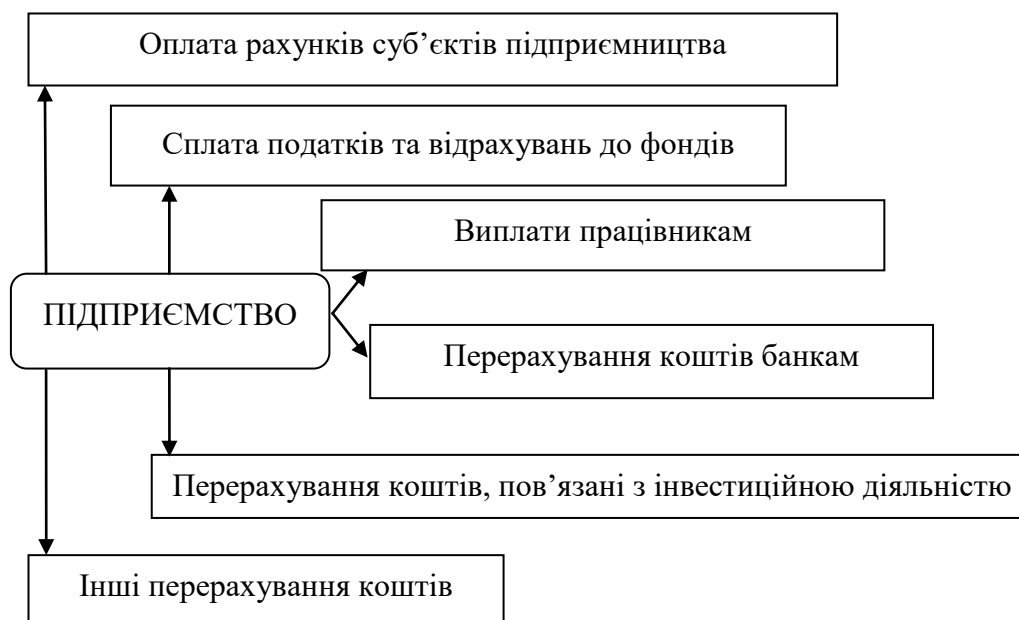 Оплата рахунків суб’єктів підприємництва
Сплата податків та відрахувань до фондів
Виплати працівникам
ПІДПРИЄМСТВО
Перерахування коштів банкам
Перерахування коштів, пов’язані з інвестиційною діяльністю
Інші перерахування коштів